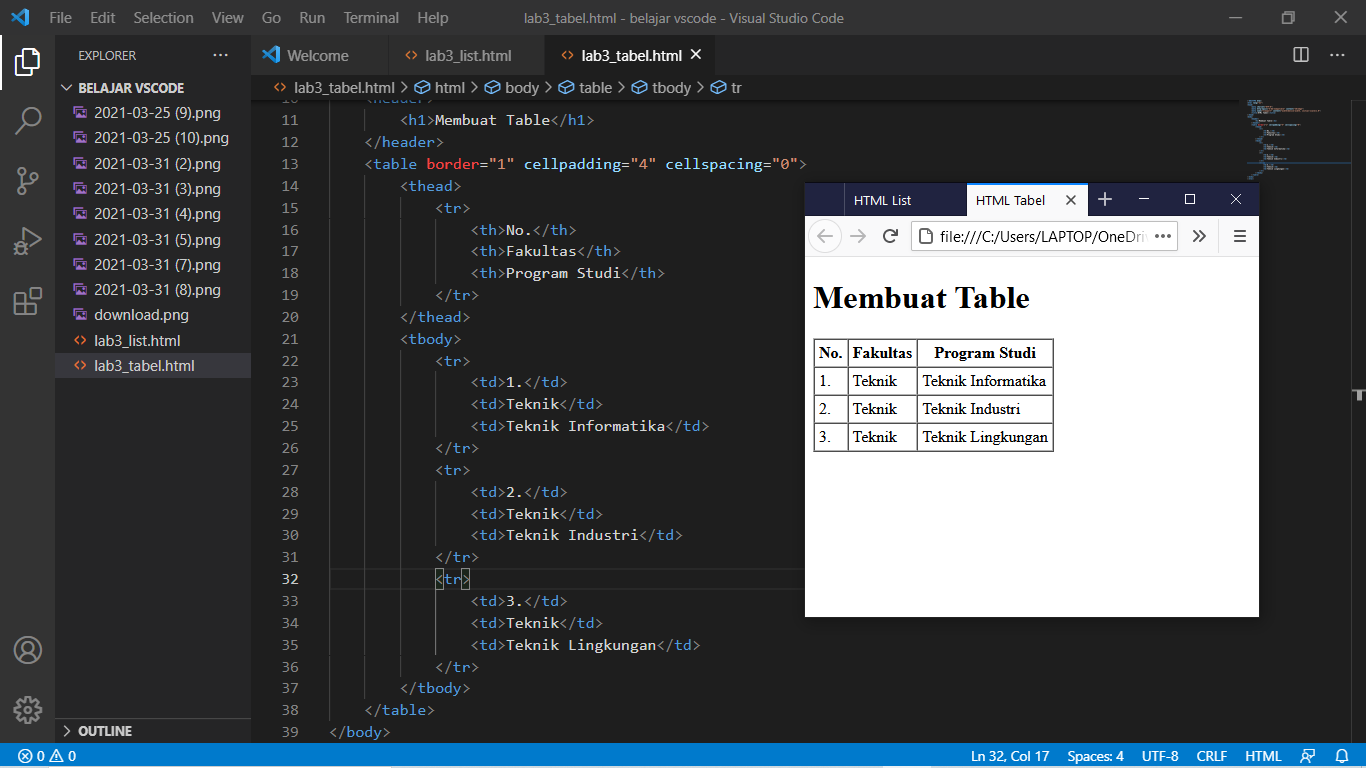 File Edit Selection View Go Run Terminal Help lab3_tabel.html - belajar vscode - Visual Studio Code
EXPLORER
BELAJAR VSCODE
2021-03-25 (9).png
2021-03-25 (10).png
2021-03-31 (2).png
2021-03-31 (3).png
2021-03-31 (4).png
2021-03-31 (5).png
2021-03-31 (7).png
2021-03-31 (8).png
download.png
lab3_list.html
lab3_tabel.html
OUTLINE
Welcome lab3_list.html lab3_tabel.html
lab3_tabel.html > html > body > table > tbody > tr
10 <header>
11 <h1>Membuat Table</h1>
12 </header>
13 <table border="1" cellpadding="4" cellspacing="0">
14 <thead>
15 <tr>
16 <th>No.</th>
17 <th>Fakultas</th>
18 <th>Program Studi</th>
19 </tr>
20 </thead>
21 <tbody>
22 <tr>
23 <td>1.</td>
24 <td>Teknik</td>
25 <td>Teknik Informatika</td>
26 </tr>
27 <tr>
28 <td>2.</td>
29 <td>Teknik</td>
30 <td>Teknik Industri</td>
31 </tr>
32 <tr>
33 <td>3.</td>
34 <td>Teknik</td>
35 <td>Teknik Lingkungan</td>
36 </tr>
37 </tbody>
38 </table>
39 </body>
HTML List HTML Tabel
file:///C:/Users/LAPTOP/OneDriv
Membuat Table
No. Fakultas Program Studi
1. Teknik Teknik Informatika
2. Teknik Teknik Industri
3. Teknik Teknik Lingkungan
0 0 Ln 32, Col 17 Spaces: 4 UTF-8 CRLF HTML